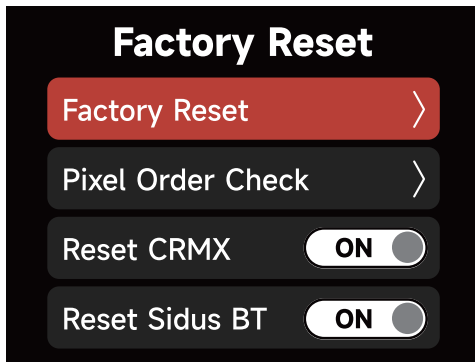 Factory Reset
Factory Reset
Pixel Order Check
Reset CRMX ON
Reset Sidus BT ON